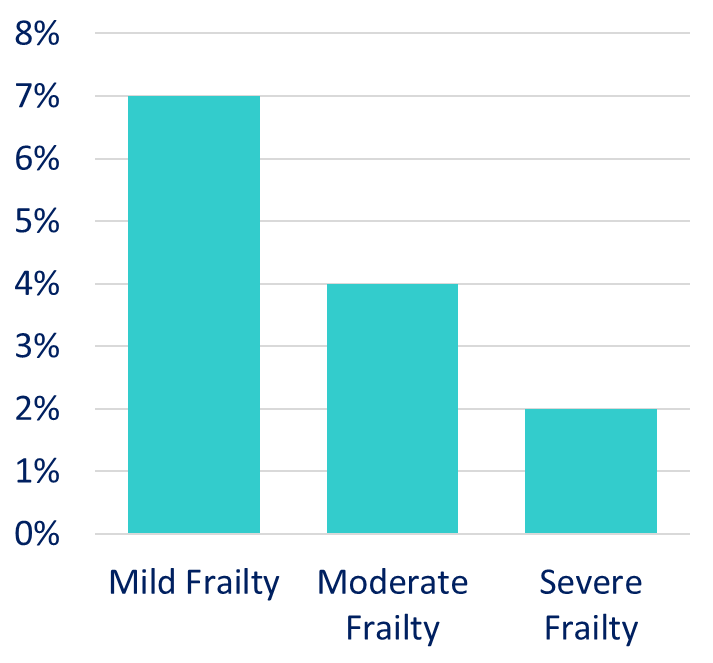 8%
7%
6%
5%
4%
3%
2%
1%
0%
Mild Frailty
Moderate
Frailty
Severe
Frailty